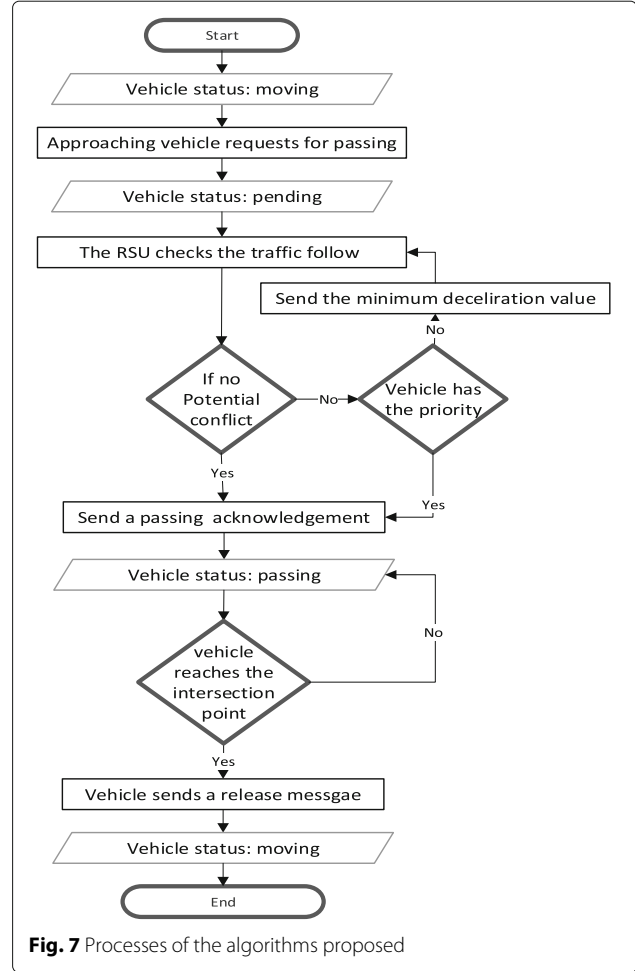 Start
Vehicle status: moving
Approaching vehicle requests for passing
Vehicle status: pending
The RSU checks the traffic follow
Send the minimum deceliration value
No
If no
Potential
conflict
No
Vehicle has
the priority
Yes
Yes
Send a passing acknowledgement
Vehicle status: passing
No
vehicle
reaches the
intersection
point
Yes
Vehicle sends a release messgae
Vehicle status: moving
End
Fig. 7 Processes of the algorithms proposed